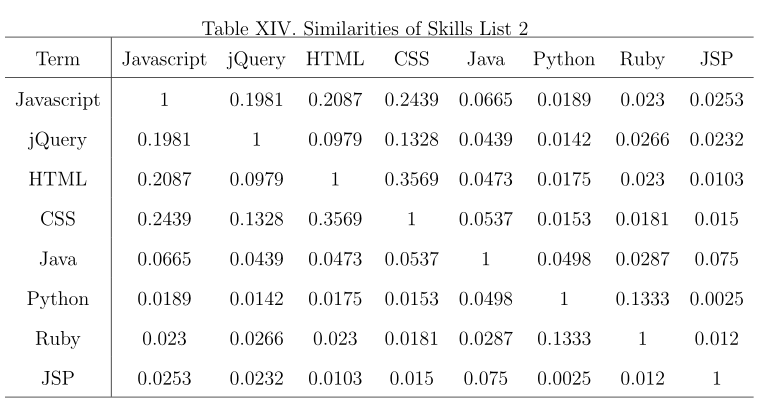 Table XIV. Similarities of Skills List 2
Term Javascript jQuery HTML CSS Java Python Ruby JSP
Javascript 1 0.1981 0.2087 0.2439 0.0665 0.0189 0.023 0.0253
jQuery 0.1981 1 0.0979 0.1328 0.0439 0.0142 0.0266 0.0232
HTML 0.2087 0.0979 1 0.3569 0.0473 0.0175 0.023 0.0103
CSS 0.2439 0.1328 0.3569 1 0.0537 0.0153 0.0181 0.015
Java 0.0665 0.0439 0.0473 0.0537 1 0.0498 0.0287 0.075
Python 0.0189 0.0142 0.0175 0.0153 0.0498 1 0.1333 0.0025
Ruby 0.023 0.0266 0.023 0.0181 0.0287 0.1333 1 0.012
JSP 0.0253 0.0232 0.0103 0.015 0.075 0.0025 0.012 1